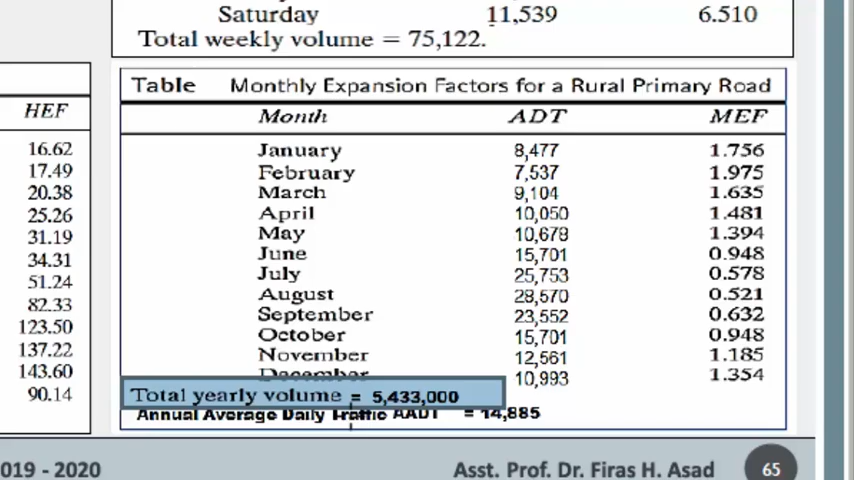 Saturday 11,539 6.510
Total weekly volume = 75,122.
HEF
16.62
17.49
20.38
25.26
31.19
34.31
51.24
82.33
123.50
137.22
143.60
90.14
Table Monthly Expansion Factors for a Rural Primary Road
Month ADT MEF
January 8,477 1.756
February 7,537 1.975
March 9,104 1.635
April 10,050 1.481
May 10,678 1.394
June 15,701 0.948
July 25,753 0.578
August 28,570 0.521
September 23,552 0.632
October 15,701 0.948
November 12,561 1.185
December 10,993 1.354
Total yearly volume = 5,433,000
Annual Average Daily Traffic AADT = 14,885
019 - 2020 Asst. Prof. Dr. Firas H. Asad 65